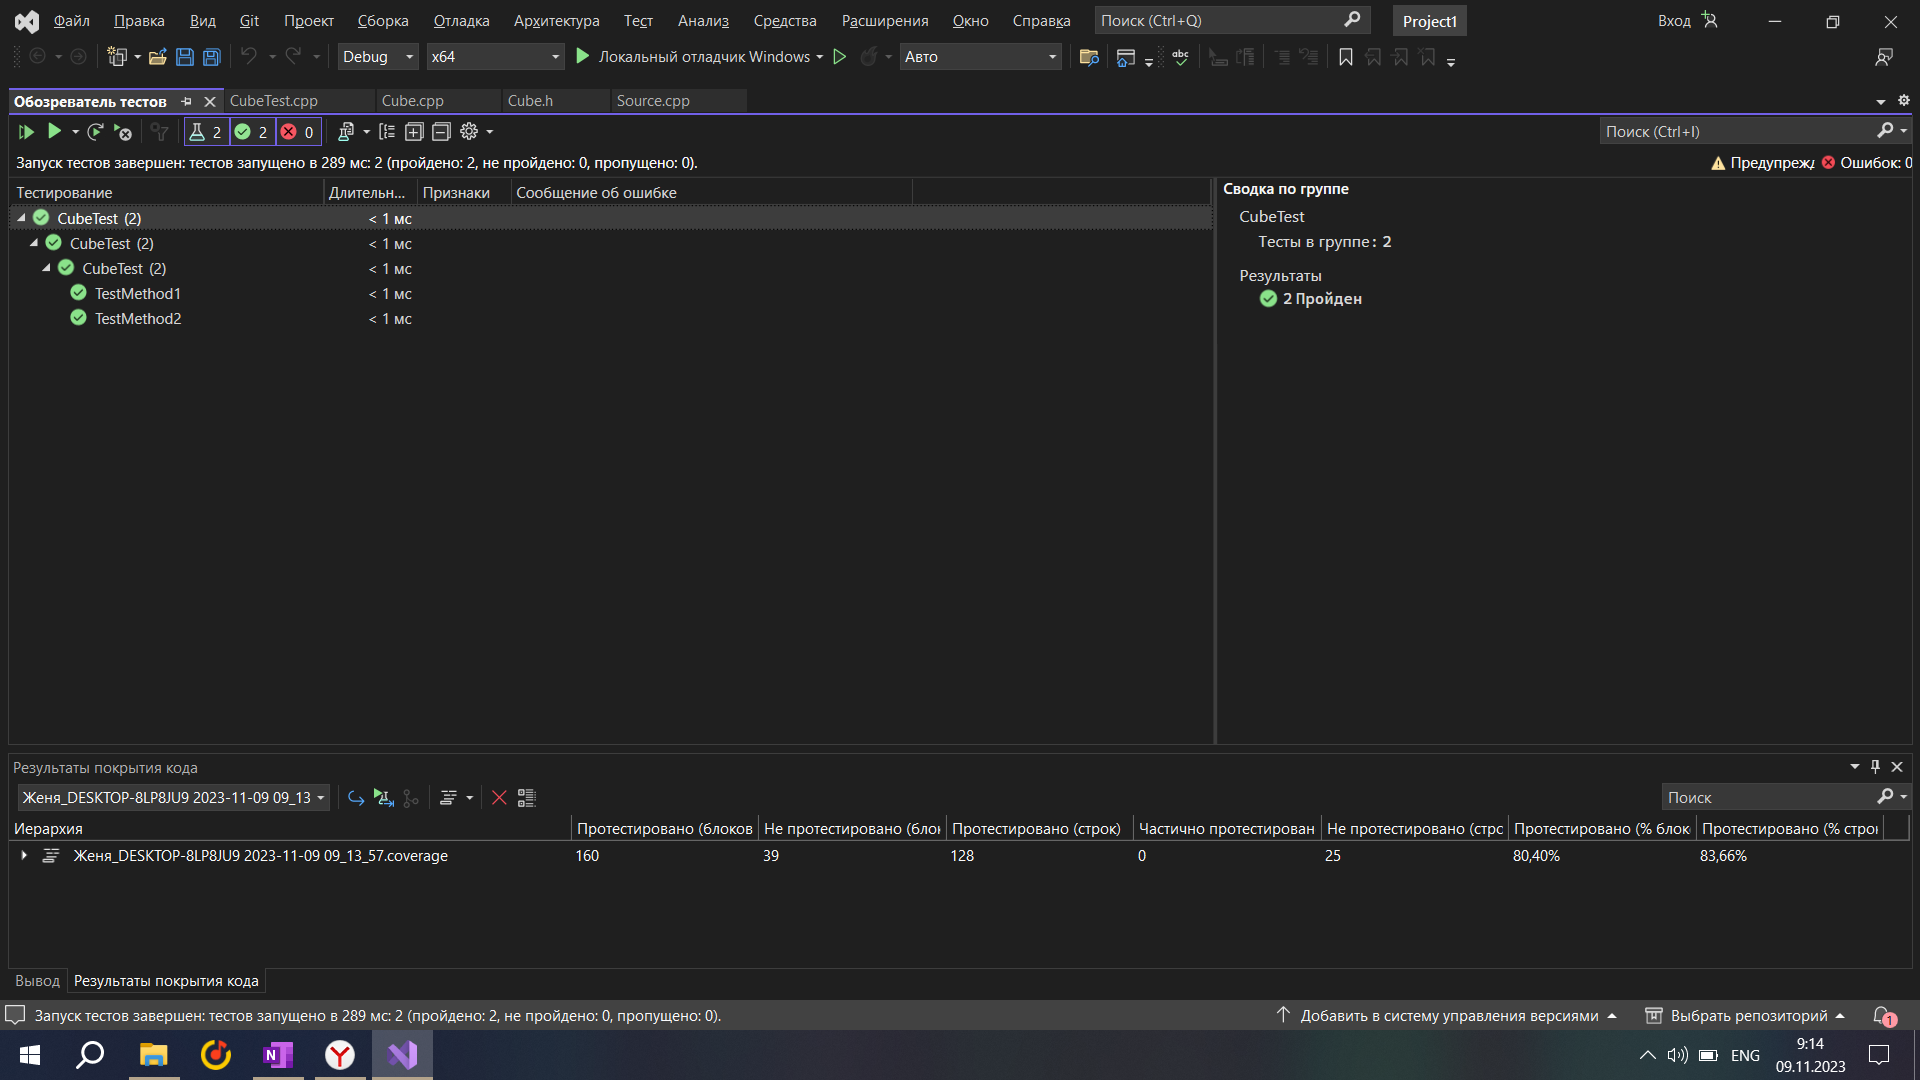 Файл Правка Вид Git Проект Сборка Отладка Архитектура Тест Анализ Средства Расширения Окно Справка Поиск (Ctrl+Q) Project1 Вход
Debug x64 Локальный отладчик Windows Авто
Обозреватель тестов CubeTest.cpp Cube.cpp Cube.h Source.cpp
2 2 0 Поиск (Ctrl+I)
Запуск тестов завершен: тестов запущено в 289 мс: 2 (пройдено: 2, не пройдено: 0, пропущено: 0). Предупрежд Ошибок: 0
Тестирование Длительн... Признаки Сообщение об ошибке
CubeTest (2) < 1 мс
CubeTest (2) < 1 мс
CubeTest (2) < 1 мс
TestMethod1 < 1 мс
TestMethod2 < 1 мс
Сводка по группе
CubeTest
Тесты в группе: 2
Результаты
2 Пройден
Результаты покрытия кода
Женя_DESKTOP-8LP8JU9 2023-11-09 09_13 Поиск
Иерархия Протестировано (блоков Не протестировано (блок Протестировано (строк) Частично протестирован Не протестировано (стро Протестировано (% блок Протестировано (% строк
Женя_DESKTOP-8LP8JU9 2023-11-09 09_13_57.coverage 160 39 128 0 25 80,40% 83,66%
Вывод Результаты покрытия кода
Запуск тестов завершен: тестов запущено в 289 мс: 2 (пройдено: 2, не пройдено: 0, пропущено: 0). Добавить в систему управления версиями Выбрать репозиторий 1
ENG 9:14
09.11.2023